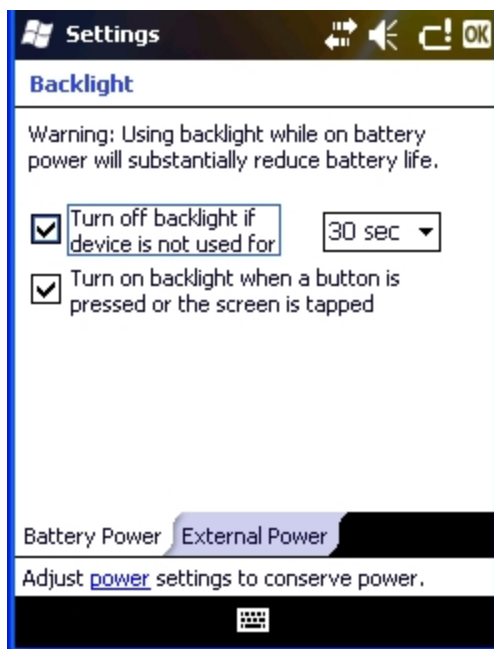 Settings
OK
Backlight
Warning: Using backlight while on battery
power will substantially reduce battery life.
Turn off backlight if
device is not used for
30 sec
Turn on backlight when a button is
pressed or the screen is tapped
Battery Power External Power
Adjust power settings to conserve power.